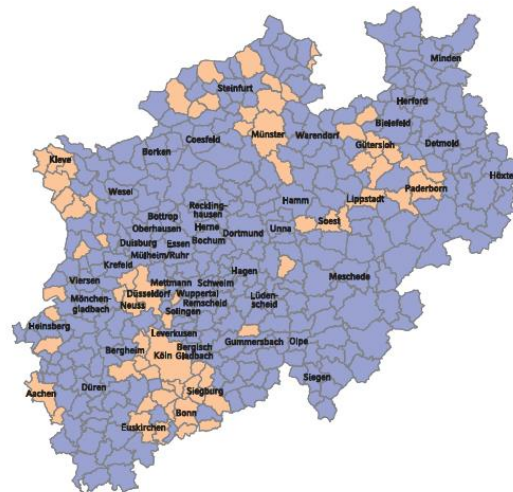 Minden
Steinfurt
Herford
Bielefeld
Münster
Warendorf
Coesfeld
Detmold
Borken
Gütersloh
Kleve
Höxter
Paderborn
Wesel
Lippstadt
Reckling-
hausen
Hamm
Bottrop
Soest
Oberhausen
Herne
Dortmund
Unna
Duisburg
Essen
Bochum
Mülheim/Ruhr
Krefeld
Hagen
Meschede
Viersen
Mettmann
Schwelm
Mönchen-
gladbach
Düsseldorf
Wuppertal
Lüden-
scheid
Neuss
Remscheid
Solingen
Heinsberg
Leverkusen
Bergheim
Köln
Bergisch
Gladbach
Gummersbach
Olpe
Düren
Siegen
Aachen
Siegburg
Bonn
Euskirchen